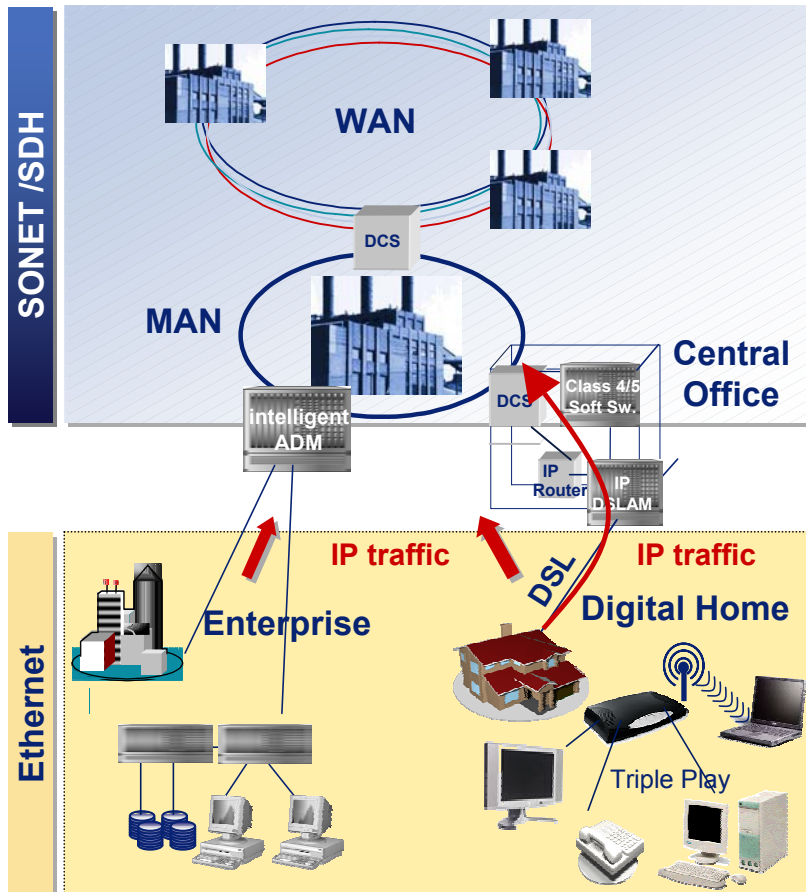 SONET /SDH
WAN
DCS
MAN
Central
Office
intelligent
ADM
DCS
Class 4/5
Soft Sw.
IP
Router
IP
DSLAM
Ethernet
IP traffic
IP traffic
DSL
Enterprise
Digital Home
Triple Play